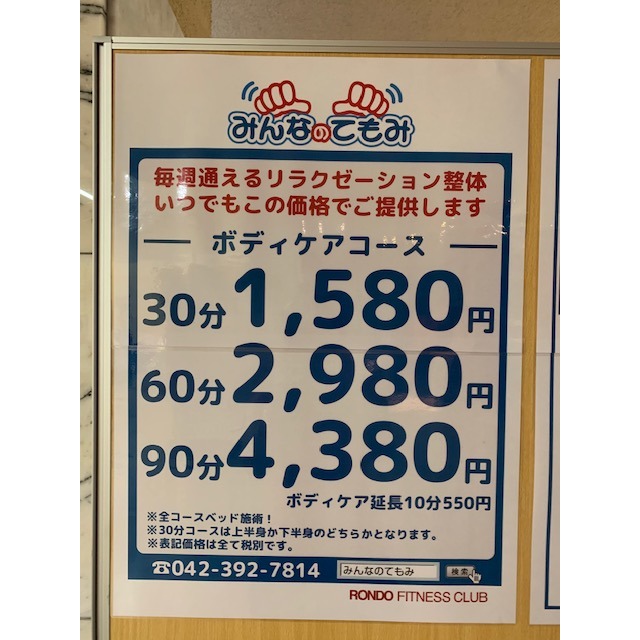 みんなのてもみ
毎週通えるリラクゼーション整体
いつでもこの価格でご提供します
ボディケアコース
30分 1,580円
60分 2,980円
90分 4,380円
ボディケア延長10分550円
※全コースベッド施術！
※30分コースは上半身か下半身のどちらかとなります。
※表記価格は全て税別です。
☎042-392-7814 みんなのてもみ 検索
RONDO FITNESS CLUB